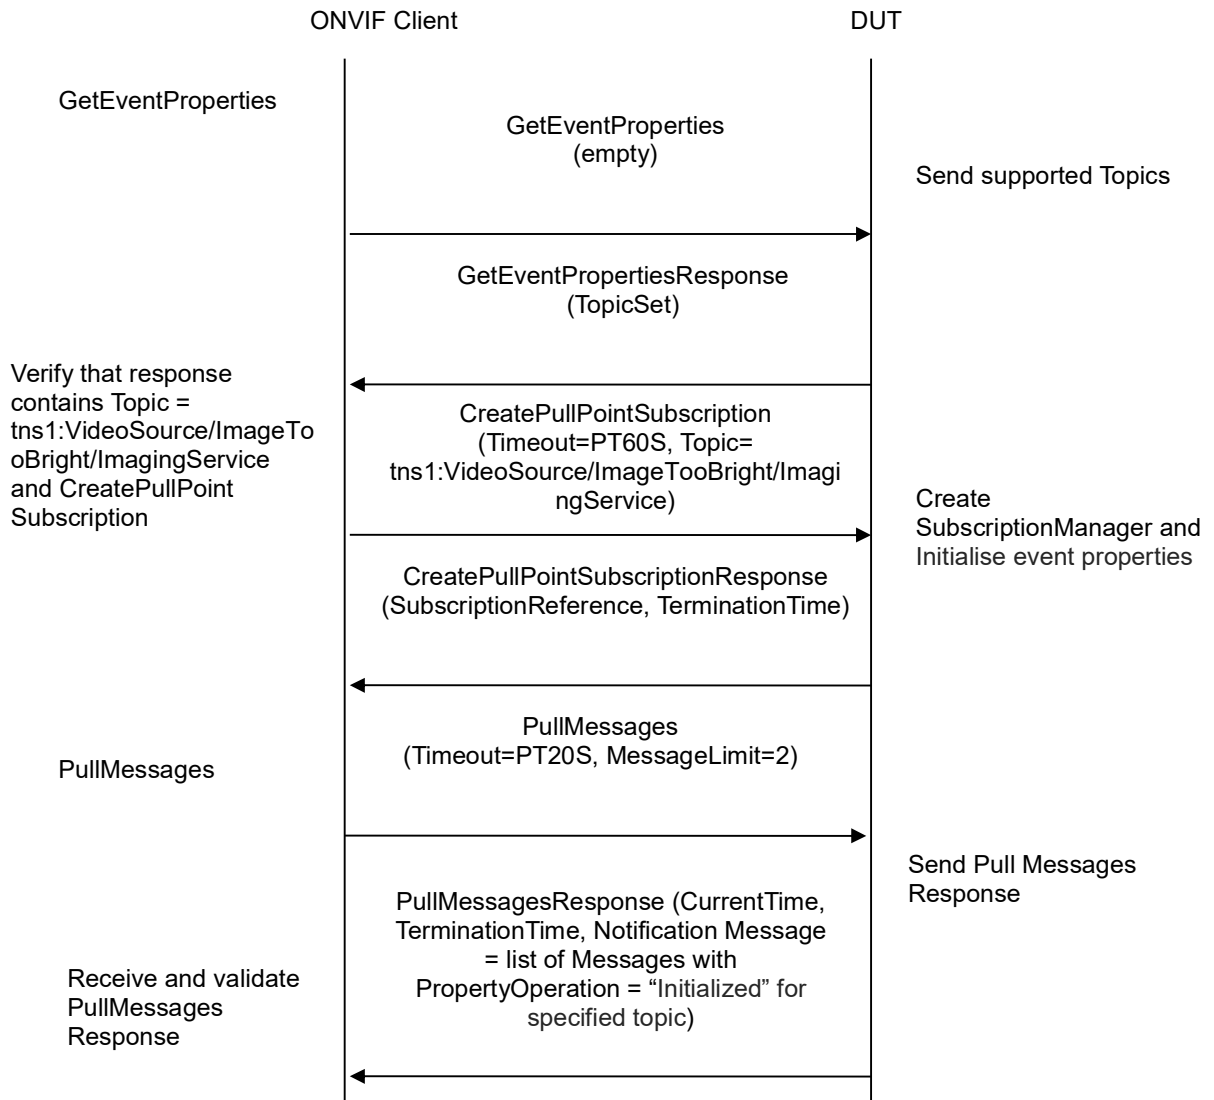 ONVIF Client
DUT
GetEventProperties
GetEventProperties
(empty)
Send supported Topics
GetEventPropertiesResponse
(TopicSet)
Verify that response
contains Topic =
tns1:VideoSource/ImageTo
oBright/ImagingService
and CreatePullPoint
Subscription
CreatePullPointSubscription
(Timeout=PT60S, Topic=
tns1:VideoSource/ImageTooBright/Imagi
ngService)
Create
SubscriptionManager and
Initialise event properties
CreatePullPointSubscriptionResponse
(SubscriptionReference, TerminationTime)
PullMessages
PullMessages
(Timeout=PT20S, MessageLimit=2)
Send Pull Messages
Response
PullMessagesResponse (CurrentTime,
TerminationTime, Notification Message
= list of Messages with
PropertyOperation = “Initialized” for
specified topic)
Receive and validate
PullMessages
Response